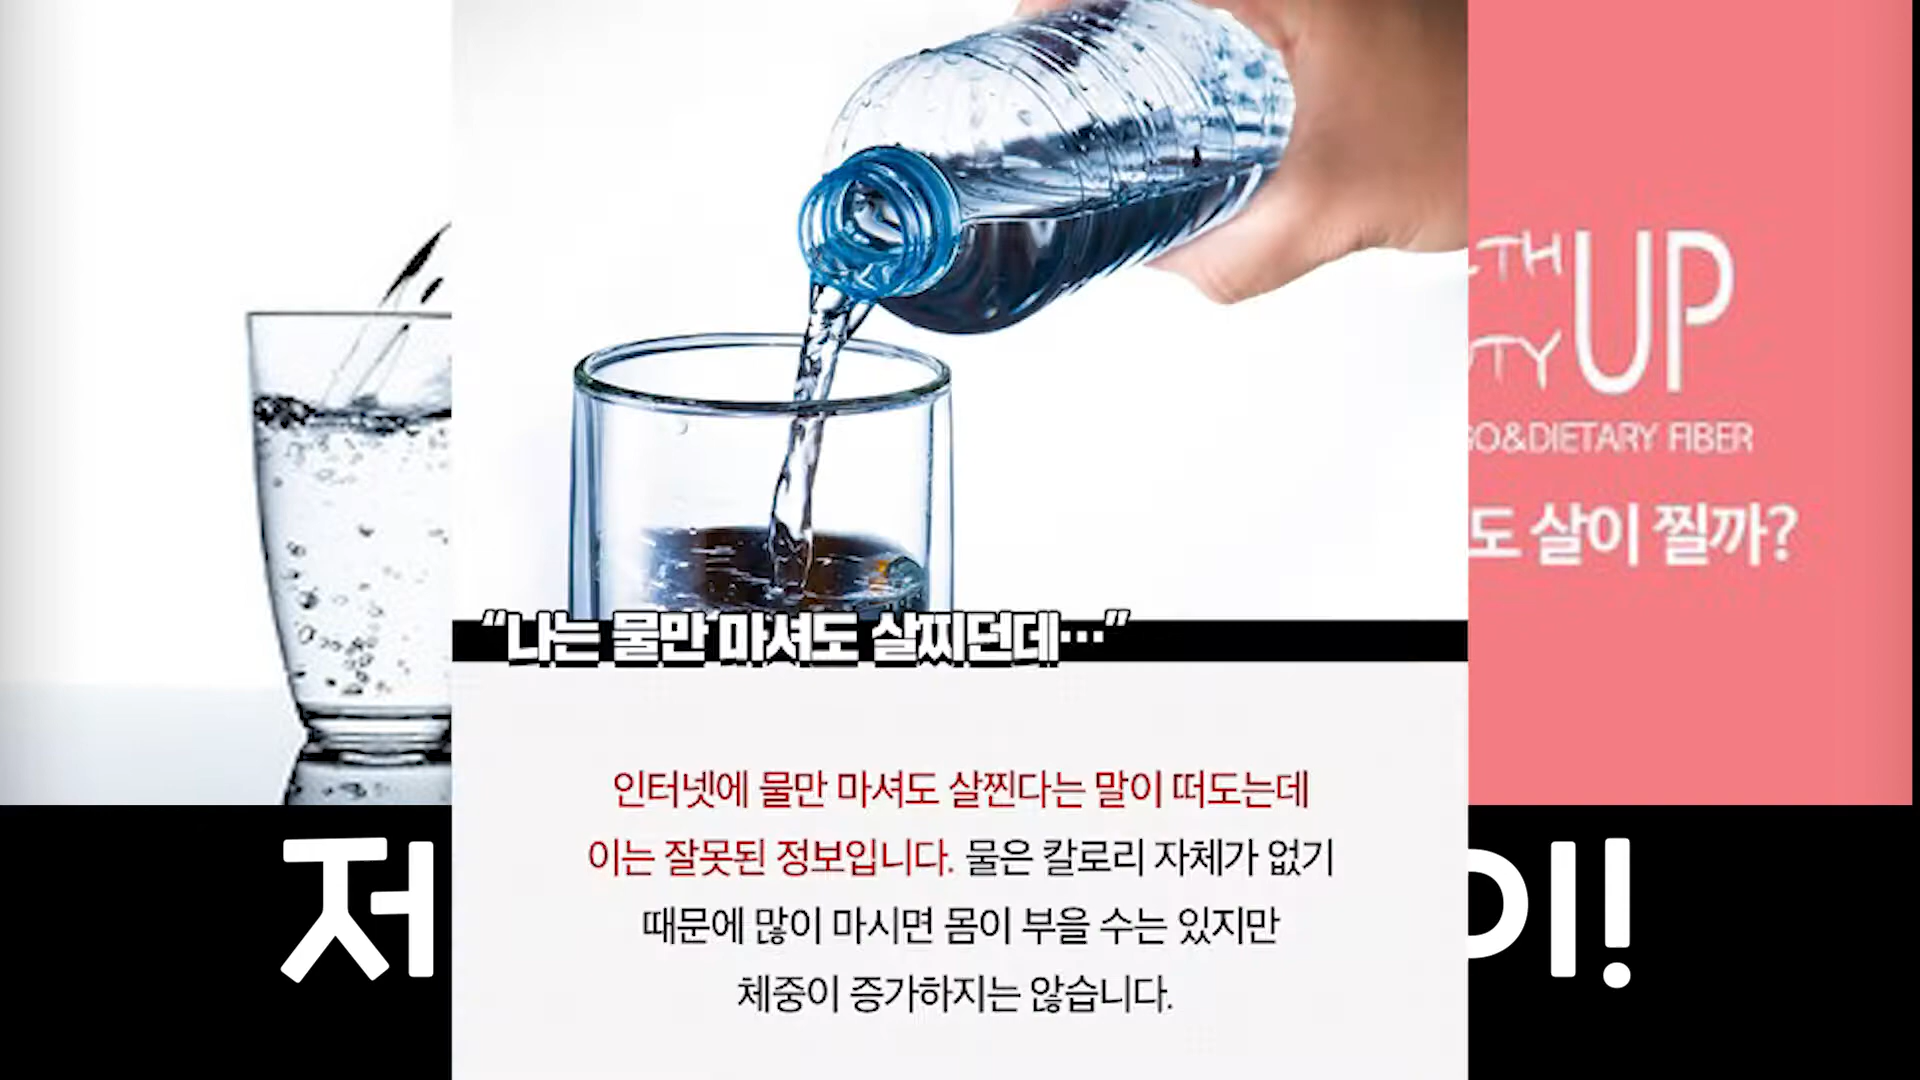 “나는 물만 마셔도 살찌던데…”
인터넷에 물만 마셔도 살찐다는 말이 떠도는데
이는 잘못된 정보입니다. 물은 칼로리 자체가 없기
때문에 많이 마시면 몸이 부을 수는 있지만
체중이 증가하지는 않습니다.
UP
&DIETARY FIBER
도 살이 찔까?
저
이!